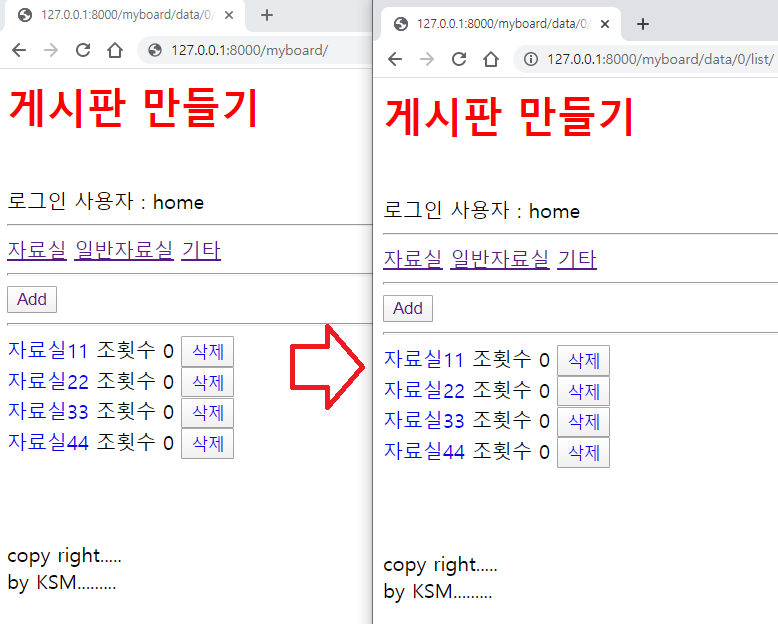 127.0.0.1:8000/myboard/data/0/
127.0.0.1:8000/myboard/
게시판 만들기
로그인 사용자 : home
자료실 일반자료실 기타
Add
자료실11 조횟수 0 삭제
자료실22 조횟수 0 삭제
자료실33 조횟수 0 삭제
자료실44 조횟수 0 삭제
copy right.....
by KSM.........
127.0.0.1:8000/myboard/data/0/
127.0.0.1:8000/myboard/data/0/list/
게시판 만들기
로그인 사용자 : home
자료실 일반자료실 기타
Add
자료실11 조횟수 0 삭제
자료실22 조횟수 0 삭제
자료실33 조횟수 0 삭제
자료실44 조횟수 0 삭제
copy right.....
by KSM.........